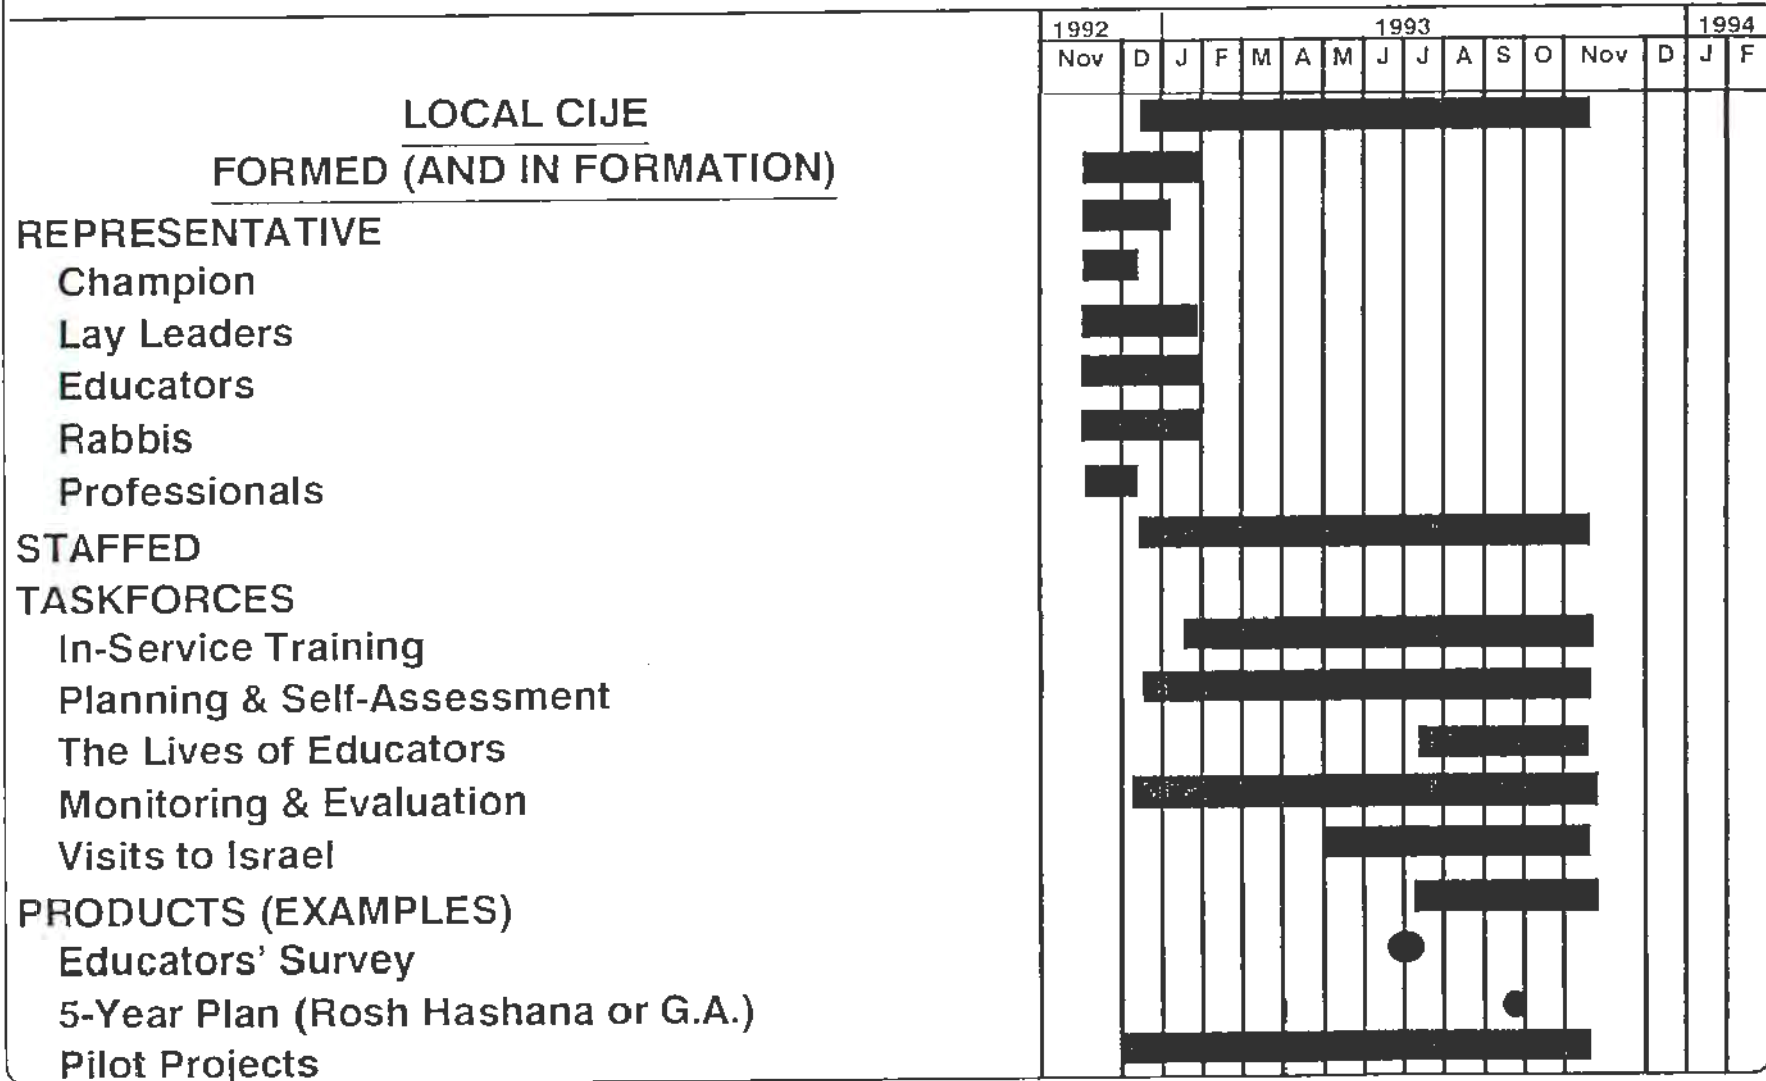 1992 1993 1994
Nov D J F M A M J J A S O Nov D J F
LOCAL CIJE
FORMED (AND IN FORMATION)
REPRESENTATIVE
Champion
Lay Leaders
Educators
Rabbis
Professionals
STAFFED
TASKFORCES
In-Service Training
Planning & Self-Assessment
The Lives of Educators
Monitoring & Evaluation
Visits to Israel
PRODUCTS (EXAMPLES)
Educators' Survey
5-Year Plan (Rosh Hashana or G.A.)
Pilot Projects